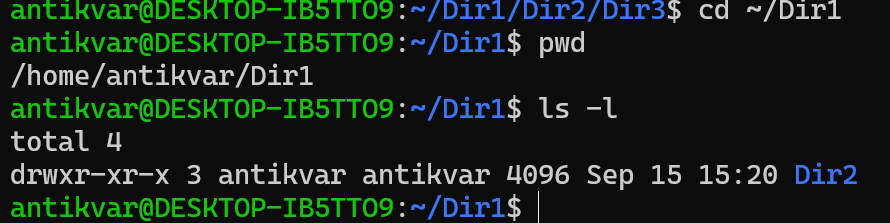 antikvar@DESKTOP-IB5TTO9:~/Dir1/Dir2/Dir3$ cd ~/Dir1
antikvar@DESKTOP-IB5TTO9:~/Dir1$ pwd
/home/antikvar/Dir1
antikvar@DESKTOP-IB5TTO9:~/Dir1$ ls -l
total 4
drwxr-xr-x 3 antikvar antikvar 4096 Sep 15 15:20 Dir2
antikvar@DESKTOP-IB5TTO9:~/Dir1$